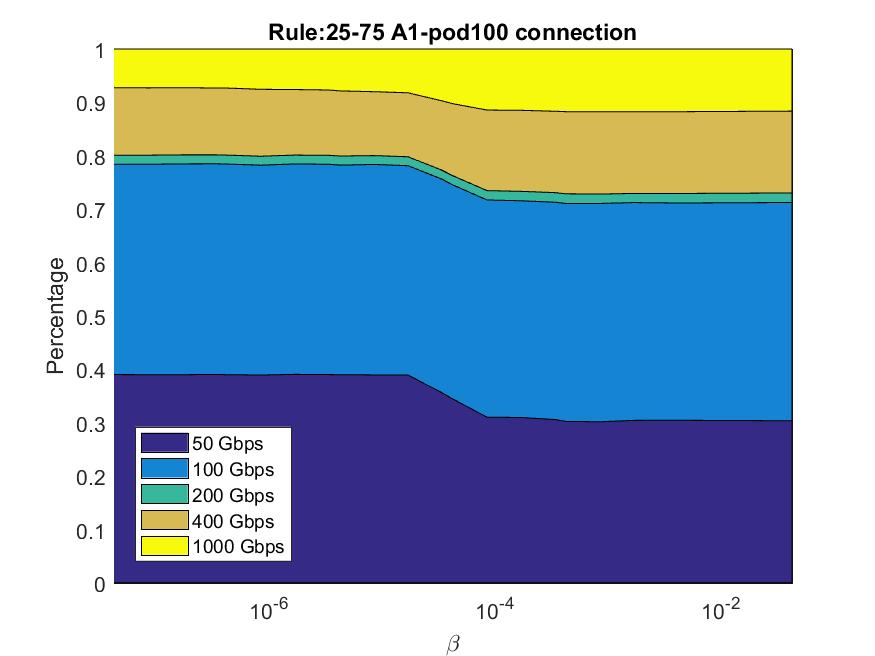 Rule:25-75 A1-pod100 connection
1
0.9
0.8
0.7
0.6
0.5
0.4
0.3
0.2
0.1
0
Percentage
50 Gbps
100 Gbps
200 Gbps
400 Gbps
1000 Gbps
10⁻⁶ 10⁻⁴ 10⁻²
β